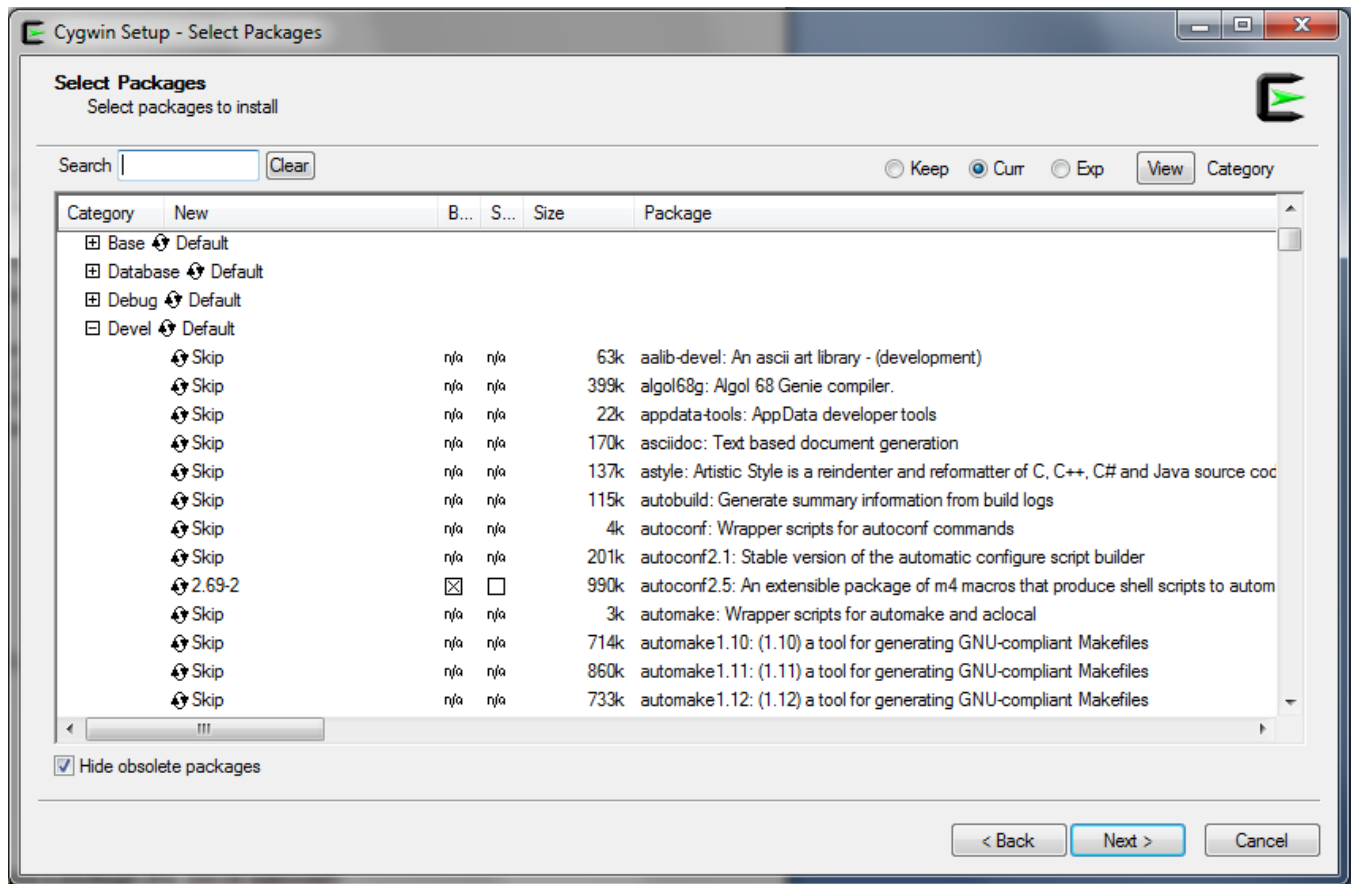 Cygwin Setup - Select Packages
Select Packages
Select packages to install
Search Clear Keep Curr Exp View Category
Category New B... S... Size Package
Base Default
Database Default
Debug Default
Devel Default
Skip n/a n/a 63k aalib-devel: An ascii art library - (development)
Skip n/a n/a 399k algol68g: Algol 68 Genie compiler.
Skip n/a n/a 22k appdata-tools: AppData developer tools
Skip n/a n/a 170k asciidoc: Text based document generation
Skip n/a n/a 137k astyle: Artistic Style is a reindenter and reformatter of C, C++, C# and Java source cod
Skip n/a n/a 115k autobuild: Generate summary information from build logs
Skip n/a n/a 4k autoconf: Wrapper scripts for autoconf commands
Skip n/a n/a 201k autoconf2.1: Stable version of the automatic configure script builder
2.69-2 990k autoconf2.5: An extensible package of m4 macros that produce shell scripts to autom
Skip n/a n/a 3k automake: Wrapper scripts for automake and aclocal
Skip n/a n/a 714k automake1.10: (1.10) a tool for generating GNU-compliant Makefiles
Skip n/a n/a 860k automake1.11: (1.11) a tool for generating GNU-compliant Makefiles
Skip n/a n/a 733k automake1.12: (1.12) a tool for generating GNU-compliant Makefiles
Hide obsolete packages
< Back Next > Cancel